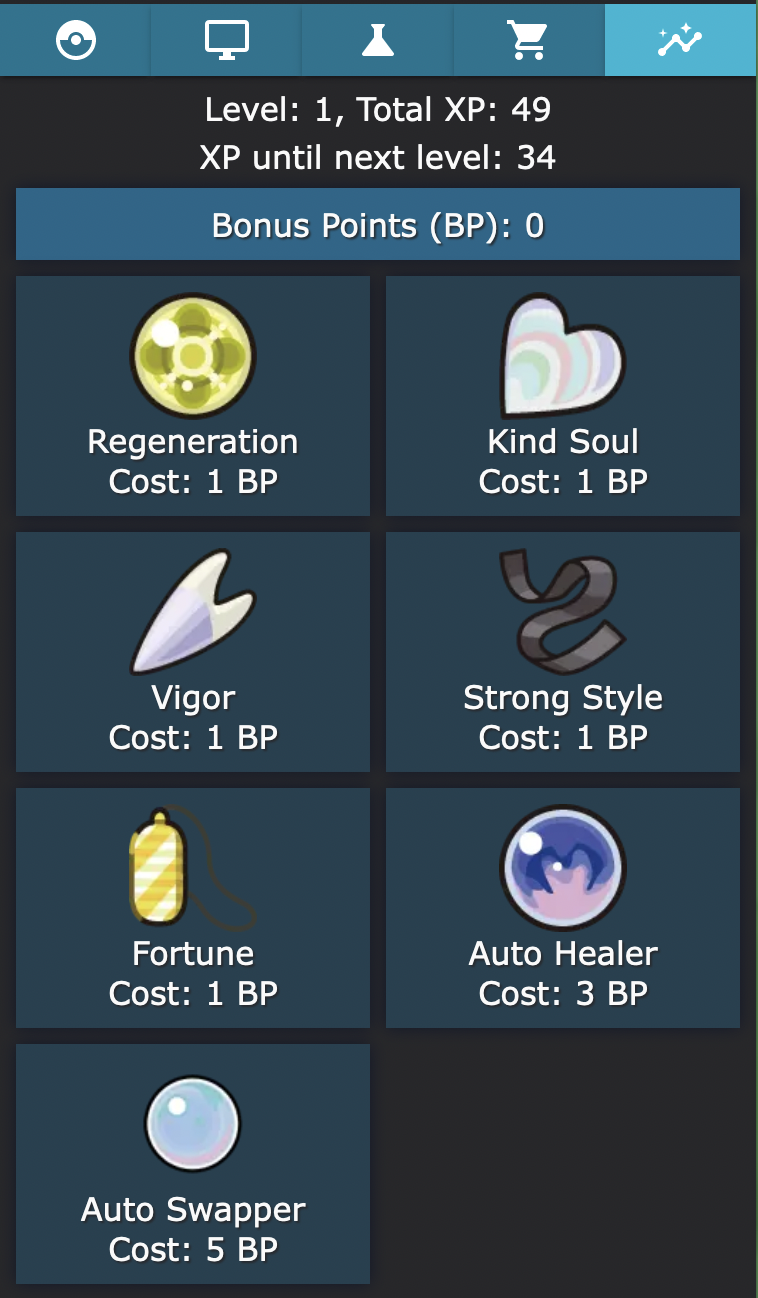 Level: 1, Total XP: 49
XP until next level: 34
Bonus Points (BP): 0
Regeneration
Cost: 1 BP
Kind Soul
Cost: 1 BP
Vigor
Cost: 1 BP
Strong Style
Cost: 1 BP
Fortune
Cost: 1 BP
Auto Healer
Cost: 3 BP
Auto Swapper
Cost: 5 BP